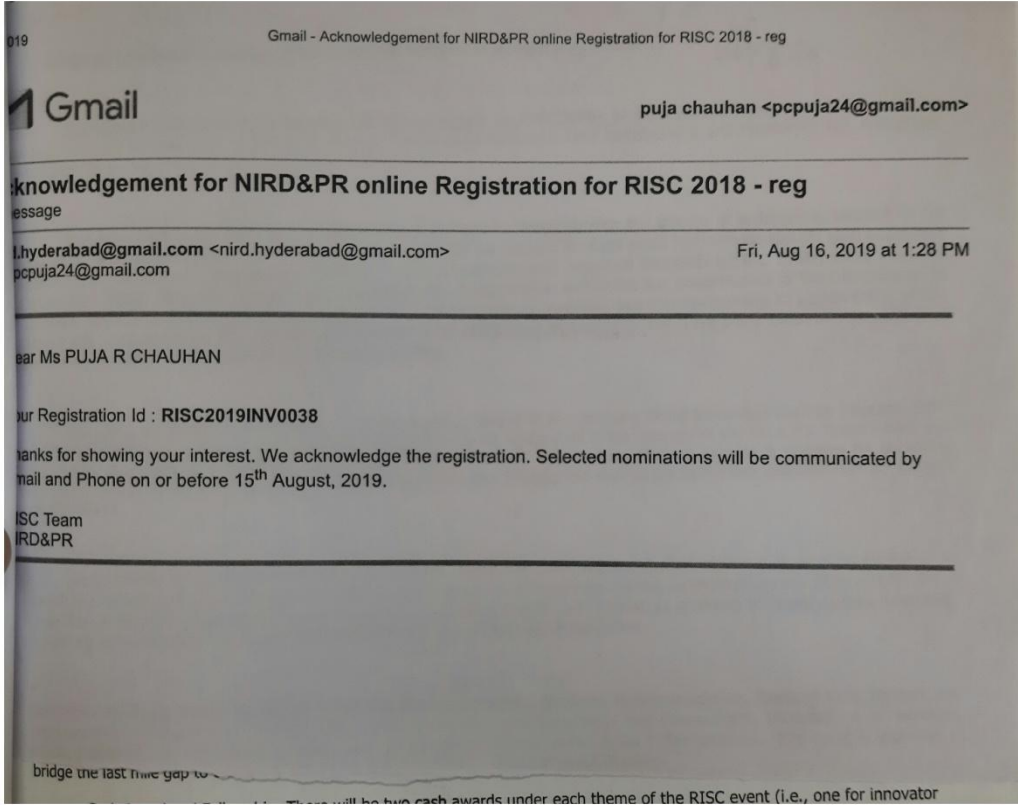 019
Gmail - Acknowledgement for NIRD&PR online Registration for RISC 2018 - reg
M Gmail
puja chauhan <pcpuja24@gmail.com>
knowledgement for NIRD&PR online Registration for RISC 2018 - reg
essage
.hyderabad@gmail.com <nird.hyderabad@gmail.com>
Fri, Aug 16, 2019 at 1:28 PM
pcpuja24@gmail.com
ear Ms PUJA R CHAUHAN
ur Registration Id : RISC2019INV0038
anks for showing your interest. We acknowledge the registration. Selected nominations will be communicated by
mail and Phone on or before 15th August, 2019.
ISC Team
IRD&PR
bridge the last mile gap to
There will be two cash awards under each theme of the RISC event (i.e., one for innovator